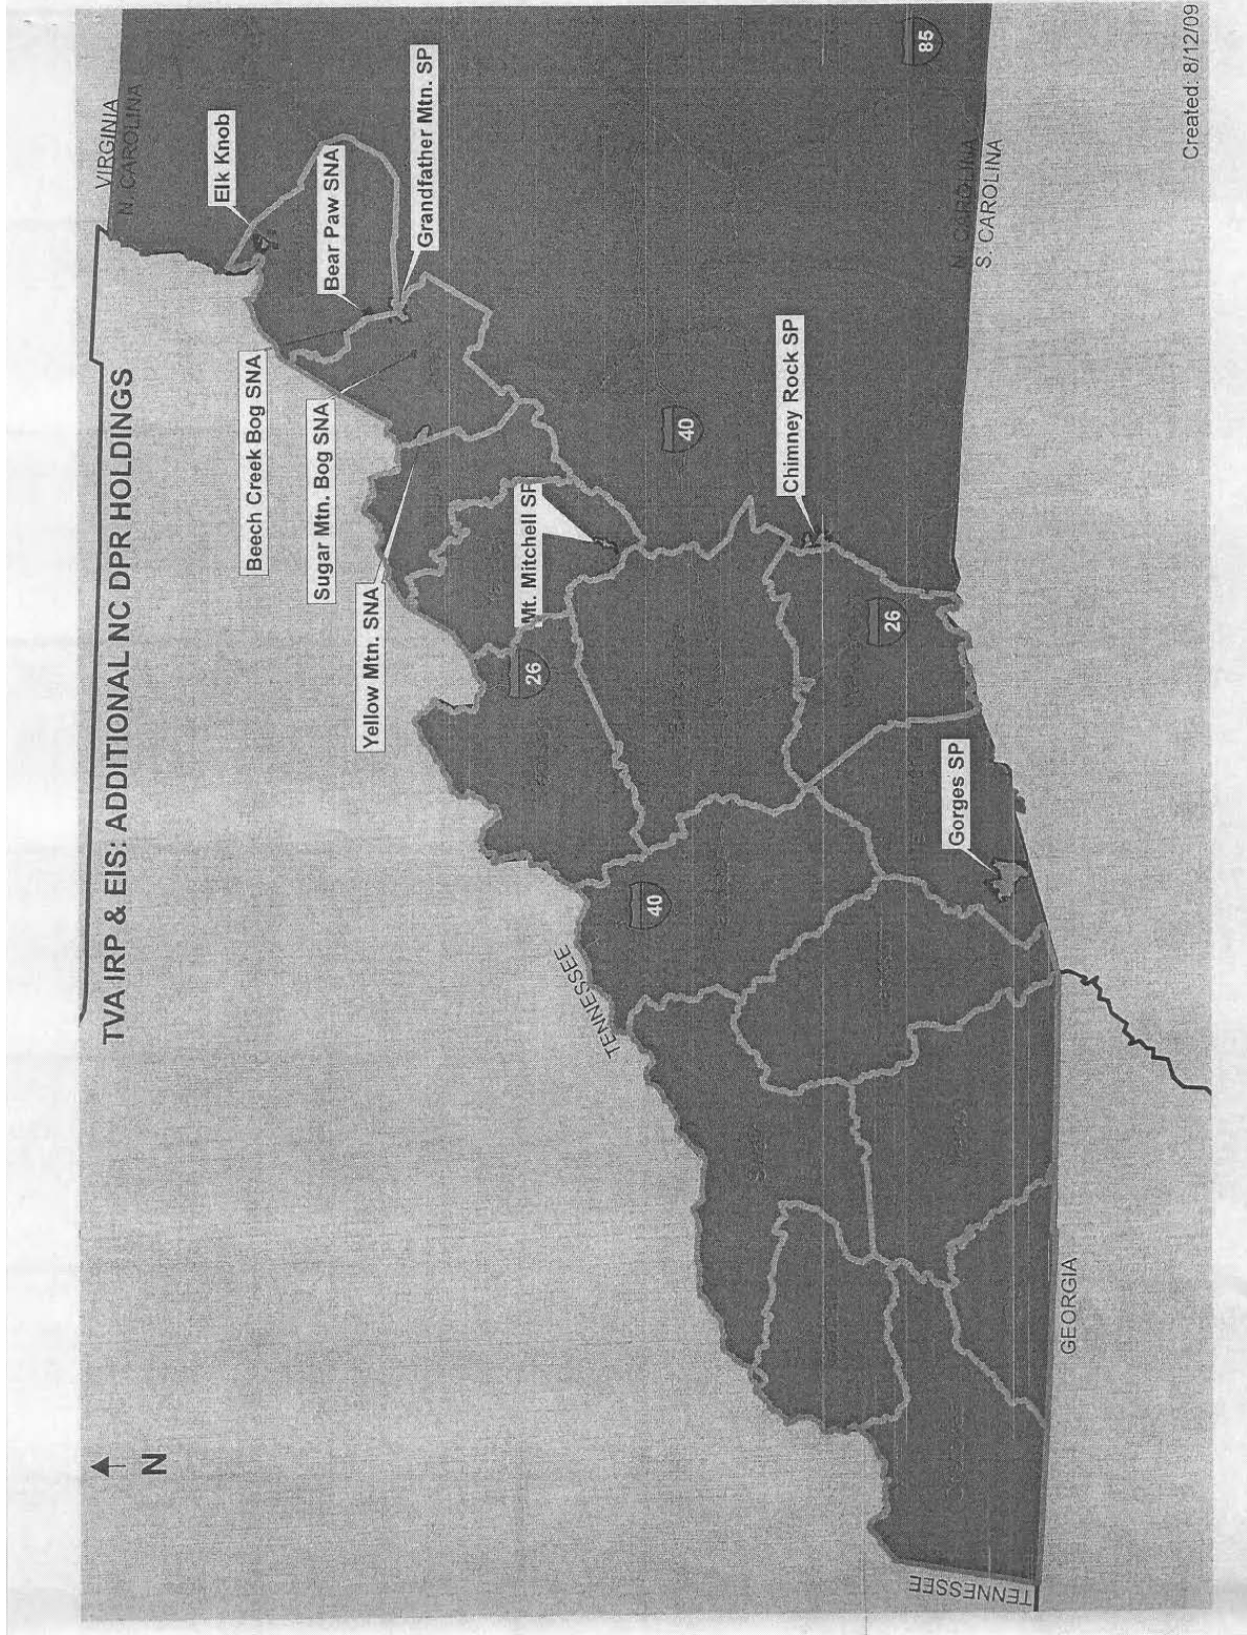 TVA IRP & EIS: ADDITIONAL NC DPR HOLDINGS
N
VIRGINIA
N. CAROLINA
Elk Knob
Bear Paw SNA
Grandfather Mtn. SP
Beech Creek Bog SNA
Sugar Mtn. Bog SNA
Yellow Mtn. SNA
Mt. Mitchell SP
26
40
TENNESSEE
40
Chimney Rock SP
26
85
Gorges SP
N. CAROLINA
S. CAROLINA
GEORGIA
TENNESSEE
Created: 8/12/09